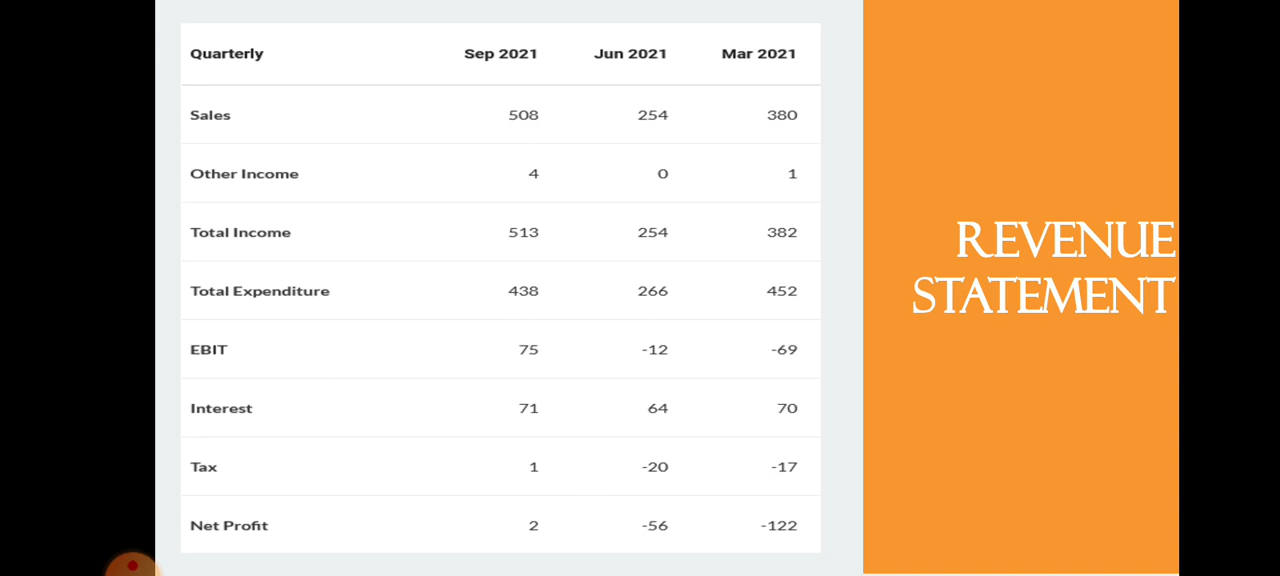 Quarterly Sep 2021 Jun 2021 Mar 2021
Sales 508 254 380
Other Income 4 0 1
Total Income 513 254 382
Total Expenditure 438 266 452
EBIT 75 -12 -69
Interest 71 64 70
Tax 1 -20 -17
Net Profit 2 -56 -122
REVENUE
STATEMENT